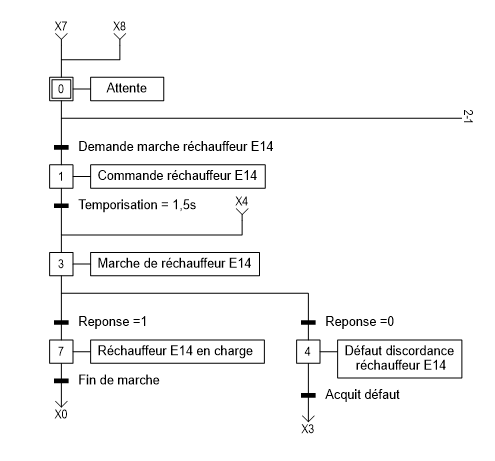 X7
X8
0
Attente
2-1
Demande marche réchauffeur E14
1
Commande réchauffeur E14
Temporisation = 1,5s
X4
3
Marche de réchauffeur E14
Reponse =1
Reponse =0
7
Réchauffeur E14 en charge
4
Défaut discordance
réchauffeur E14
Fin de marche
Acquit défaut
X0
X3